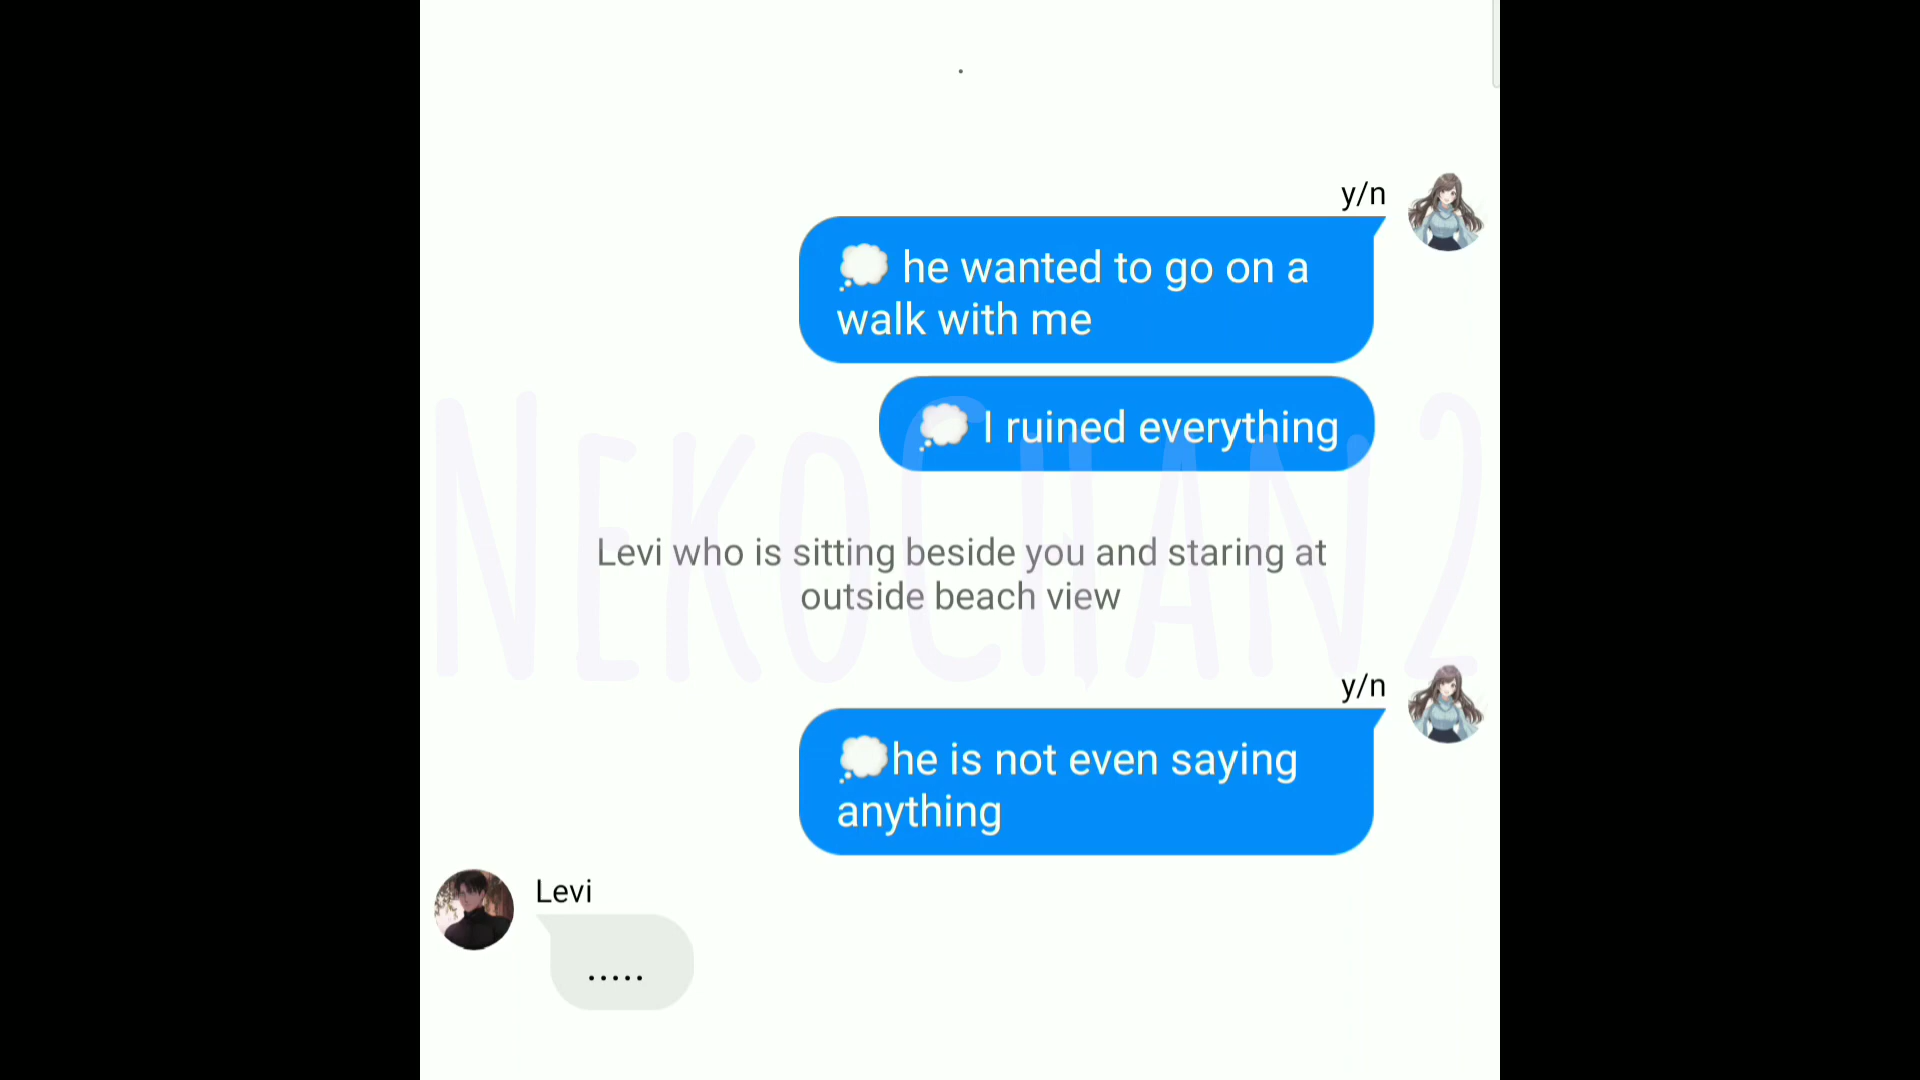 .
y/n
💭 he wanted to go on a
walk with me
💭 I ruined everything
NEKOCHAN2
Levi who is sitting beside you and staring at
outside beach view
y/n
💭he is not even saying
anything
Levi
.....